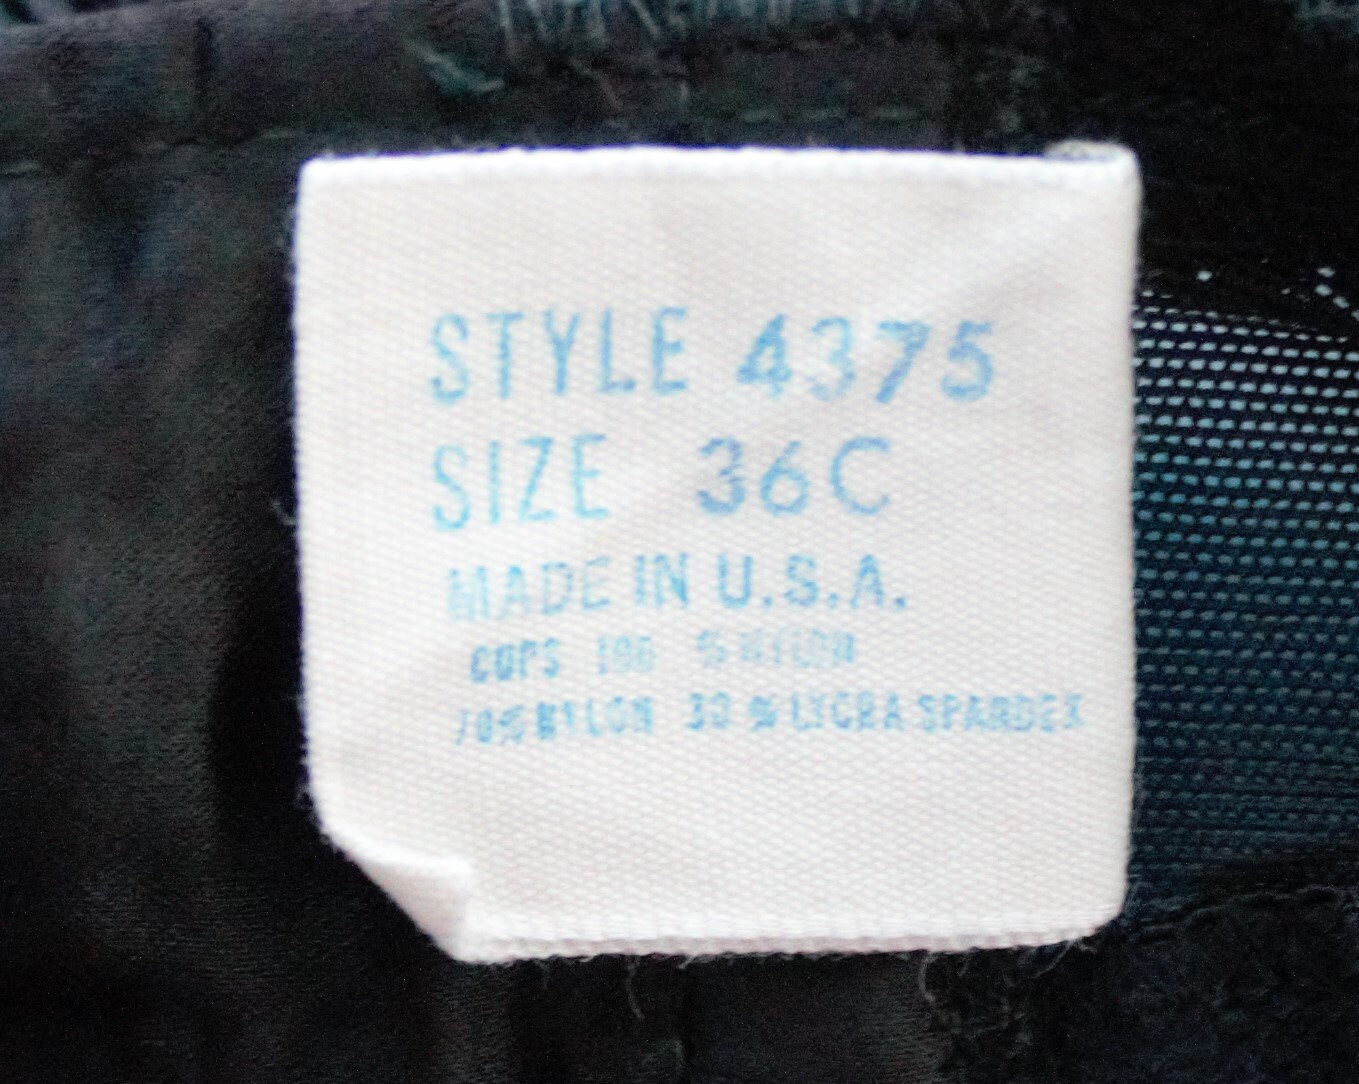 STYLE 4375
SIZE 36C
MADE IN U.S.A.
CUPS 100 % NYLON
70% NYLON 30 % LYCRA SPANDEX